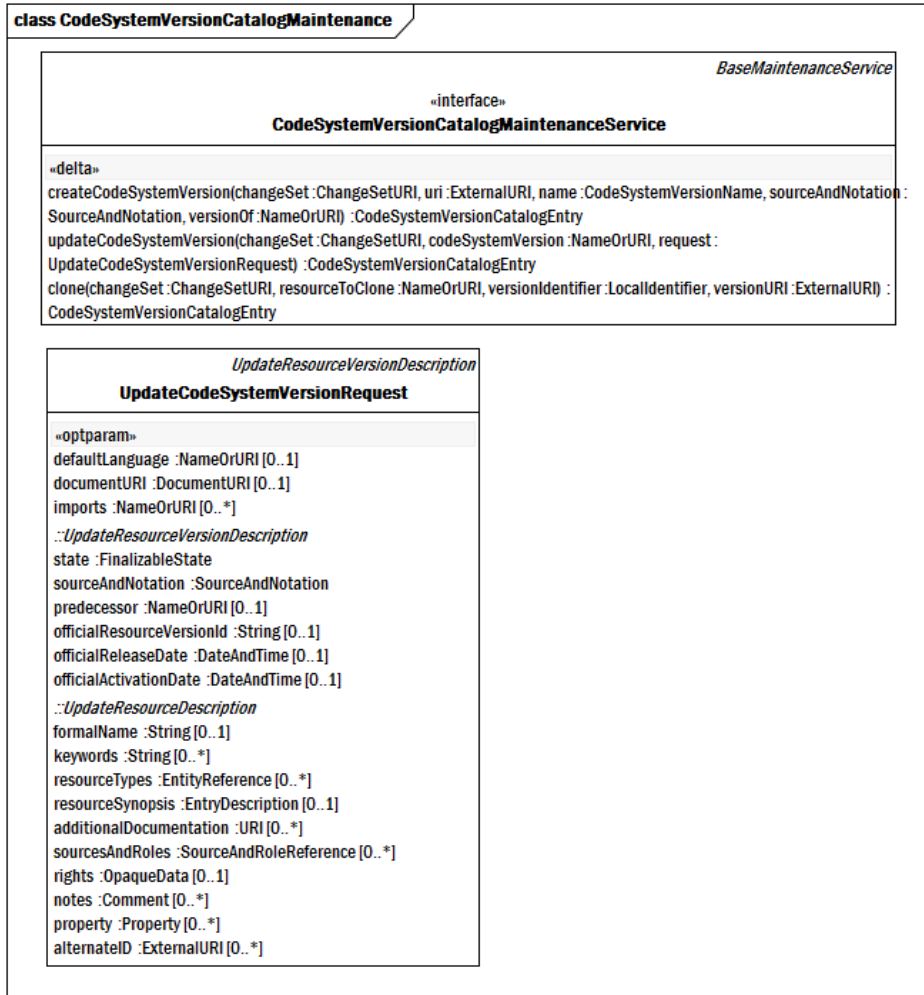 class CodeSystemVersionCatalogMaintenance
BaseMaintenanceService
«interface»
CodeSystemVersionCatalogMaintenanceService
«delta»
createCodeSystemVersion(changeSet :ChangeSetURI, uri :ExternalURI, name :CodeSystemVersionName, sourceAndNotation :
SourceAndNotation, versionOf :NameOrURI) :CodeSystemVersionCatalogEntry
updateCodeSystemVersion(changeSet :ChangeSetURI, codeSystemVersion :NameOrURI, request :
UpdateCodeSystemVersionRequest) :CodeSystemVersionCatalogEntry
clone(changeSet :ChangeSetURI, resourceToClone :NameOrURI, versionIdentifier :LocalIdentifier, versionURI :ExternalURI) :
CodeSystemVersionCatalogEntry
UpdateResourceVersionDescription
UpdateCodeSystemVersionRequest
«optparam»
defaultLanguage :NameOrURI [0..1]
documentURI :DocumentURI [0..1]
imports :NameOrURI [0..*]
::UpdateResourceVersionDescription
state :FinalizableState
sourceAndNotation :SourceAndNotation
predecessor :NameOrURI [0..1]
officialResourceVersionId :String [0..1]
officialReleaseDate :DateAndTime [0..1]
officialActivationDate :DateAndTime [0..1]
::UpdateResourceDescription
formalName :String [0..1]
keywords :String [0..*]
resourceTypes :EntityReference [0..*]
resourceSynopsis :EntryDescription [0..1]
additionalDocumentation :URI [0..*]
sourcesAndRoles :SourceAndRoleReference [0..*]
rights :OpaqueData [0..1]
notes :Comment [0..*]
property :Property [0..*]
alternateID :ExternalURI [0..*]